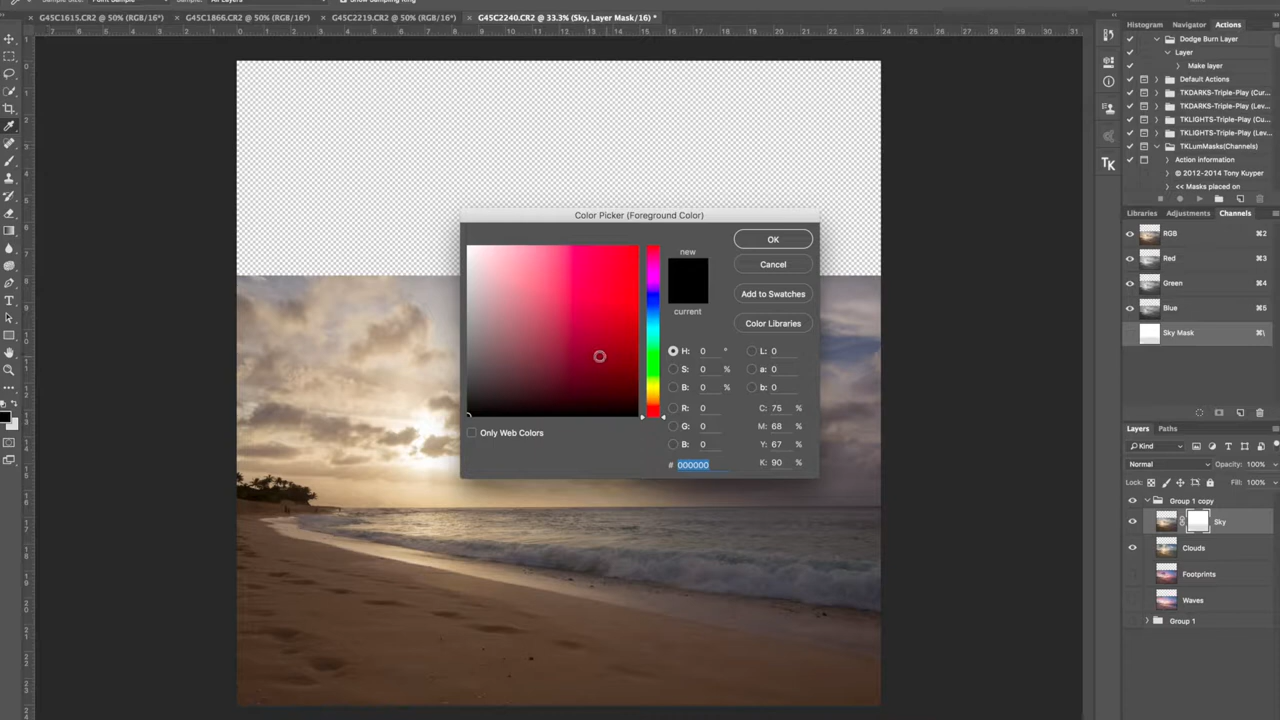 G45C1615.CR2 @ 50% (RGB/16*)
G45C1866.CR2 @ 50% (RGB/16*)
G45C2219.CR2 @ 50% (RGB/16*)
G45C2240.CR2 @ 33.3% (Sky, Layer Mask/16) *
Histogram Navigator Actions
Dodge Burn Layer
Layer
Make layer
Default Actions
TKDARKS-Triple-Play (Cur...
TKDARKS-Triple-Play (Lev...
TKLIGHTS-Triple-Play (Cu...
TKLIGHTS-Triple-Play (Lev...
TKLumMasks(Channels)
Action information
© 2012-2014 Tony Kuyper
<< Masks placed on
TK
Libraries Adjustments Channels
RGB ⌘2
Red ⌘3
Green ⌘4
Blue ⌘5
Sky Mask ⌘\
Layers Paths
Kind
Normal Opacity: 100%
Lock: Fill: 100%
Group 1 copy
Sky
Clouds
Footprints
Waves
Group 1
Color Picker (Foreground Color)
new
current
OK
Cancel
Add to Swatches
Color Libraries
H: 0 ° L: 0
S: 0 % a: 0
B: 0 % b: 0
R: 0 C: 75 %
G: 0 M: 68 %
B: 0 Y: 67 %
# 000000 K: 90 %
Only Web Colors